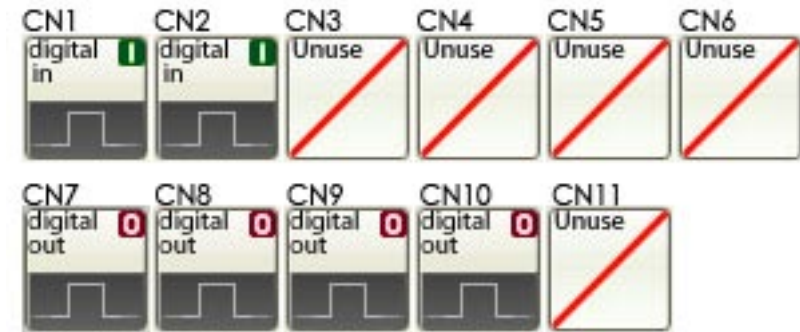 CN1 CN2 CN3 CN4 CN5 CN6
digital I digital I Unuse Unuse Unuse Unuse
in in
CN7 CN8 CN9 CN10 CN11
digital O digital O digital O digital O Unuse
out out out out